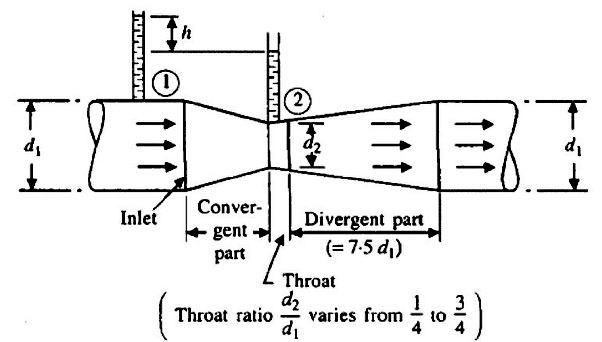 h
1
2
d₁
d₂
d₁
Inlet
Conver-
gent
part
Divergent part
(= 7·5 d₁)
Throat
( Throat ratio d₂/d₁ varies from 1/4 to 3/4 )